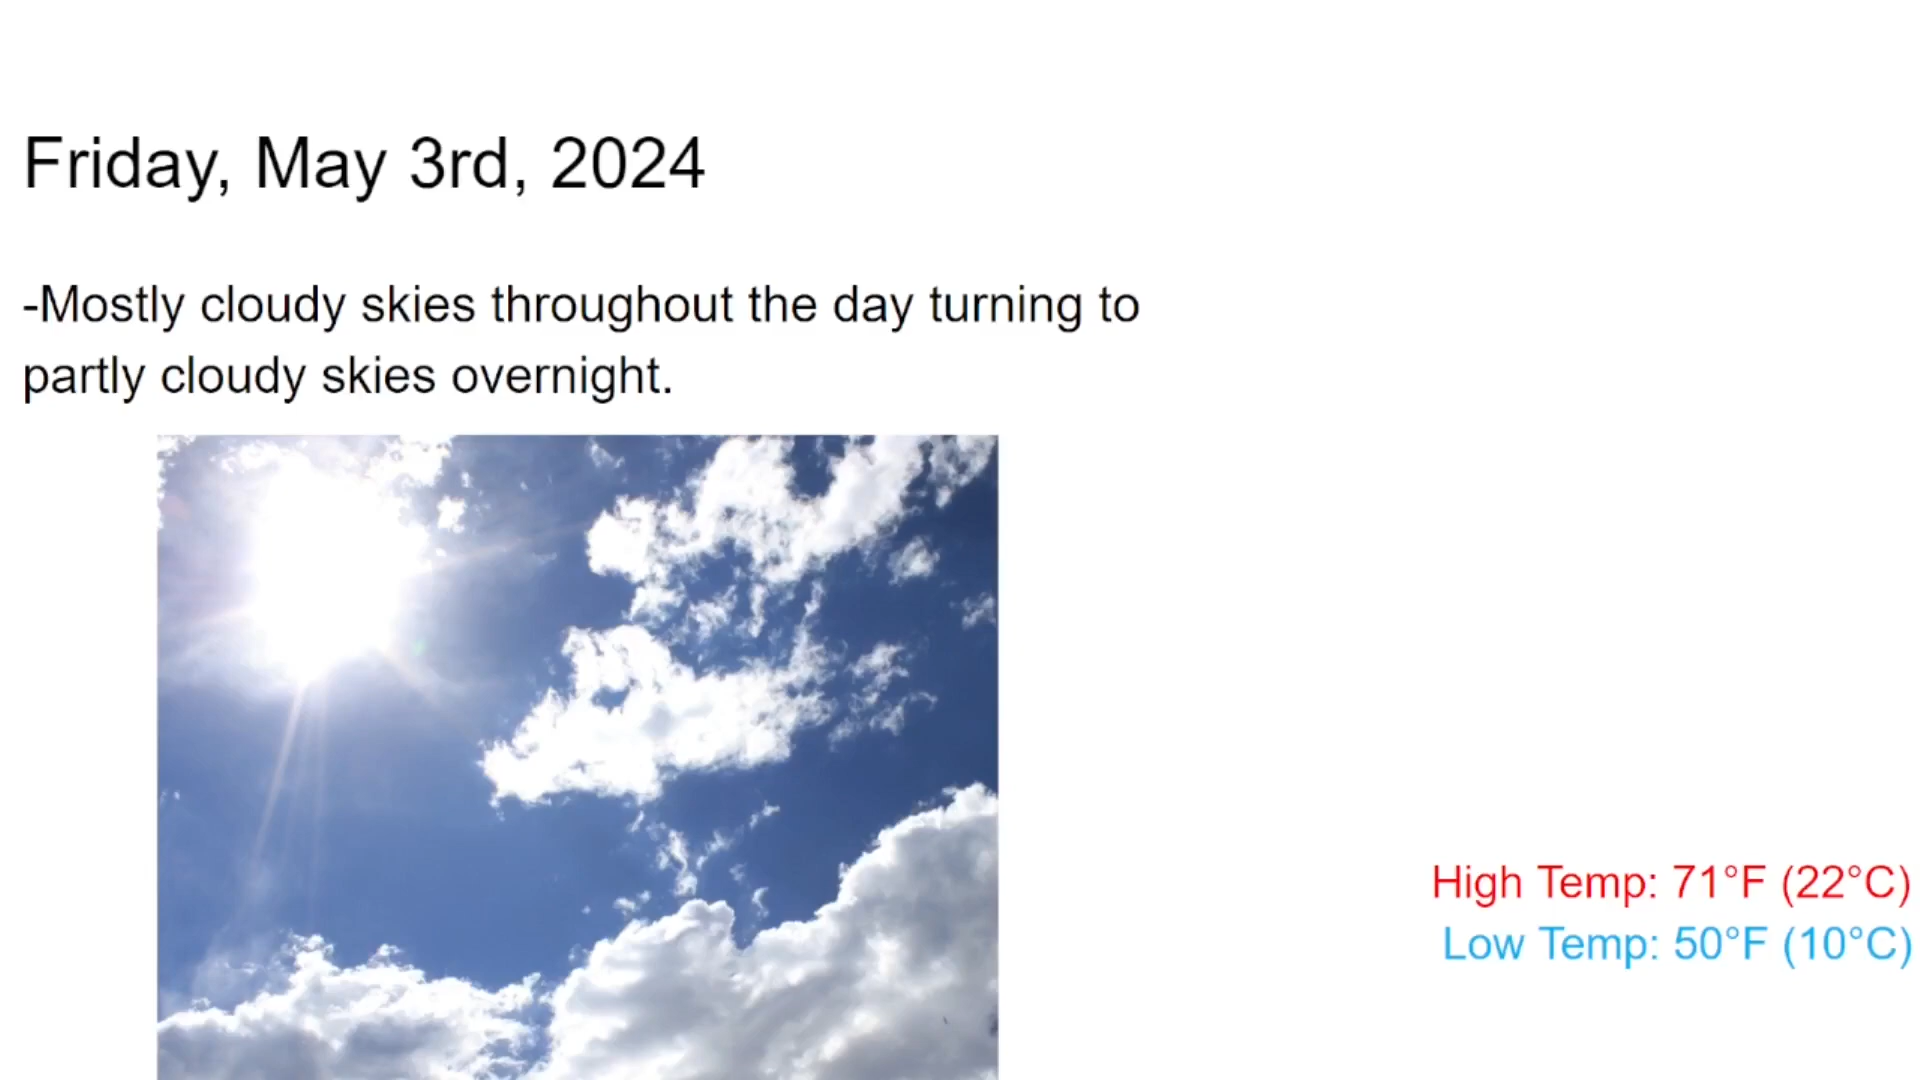 Friday, May 3rd, 2024
-Mostly cloudy skies throughout the day turning to
partly cloudy skies overnight.
High Temp: 71°F (22°C)
Low Temp: 50°F (10°C)